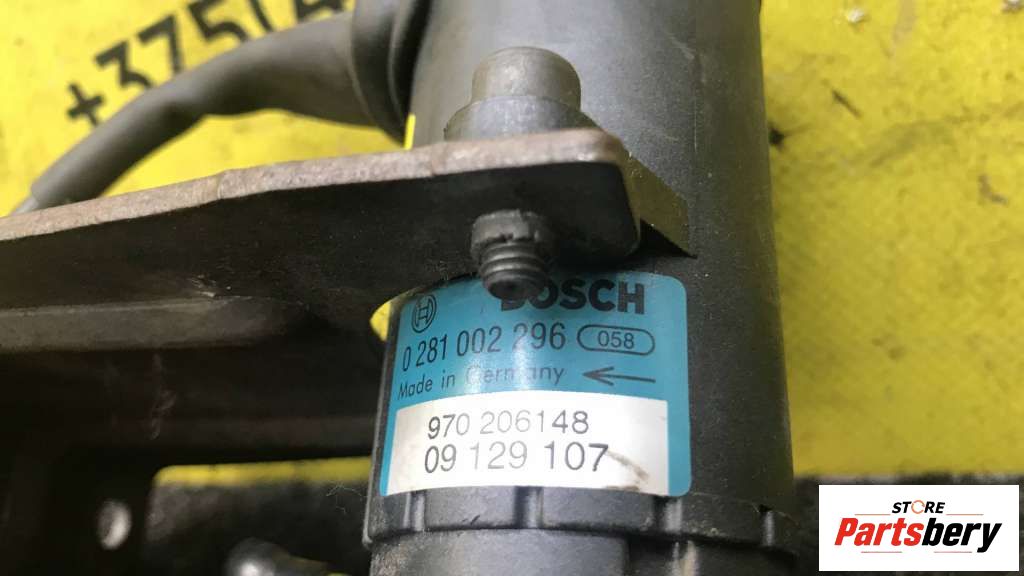 +375(
BOSCH
0 281 002 296 058
Made in Germany
970 206148
09 129 107
STORE
Partsbery